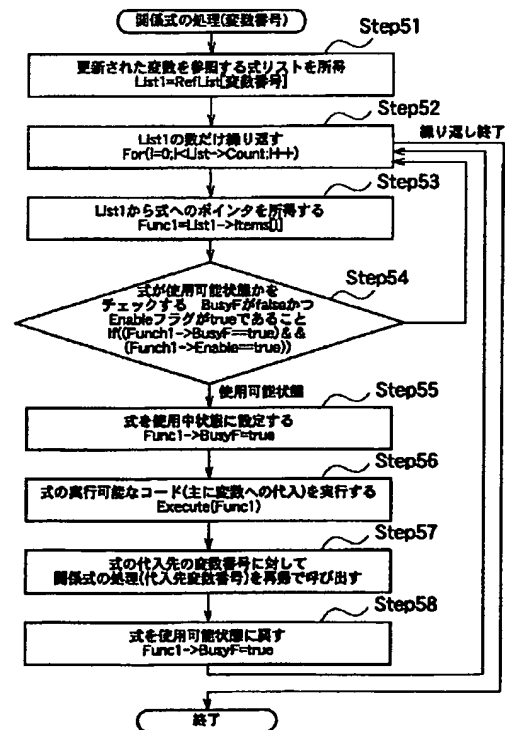 関係式の処理(変数番号)
Step51
更新された変数を参照する式リストを所得
List1=RefList[変数番号]
Step52
List1の数だけ繰り返す
For(i=0;i<List->Count;i++)
繰り返し終了
Step53
List1から式へのポインタを所得する
Func1=List1->Items[i]
Step54
式が使用可能状態かを
チェックする BusyFがfalseかつ
Enableフラグがtrueであること
If((Funch1->BusyF==true)&&
(Funch1->Enable==true))
使用可能状態
Step55
式を使用中状態に設定する
Func1->BusyF=true
Step56
式の実行可能なコード(主に変数への代入)を実行する
Execute(Func1)
Step57
式の代入先の変数番号に対して
関係式の処理(代入先変数番号)を再帰で呼び出す
Step58
式を使用可能状態に戻す
Func1->BusyF=true
終了